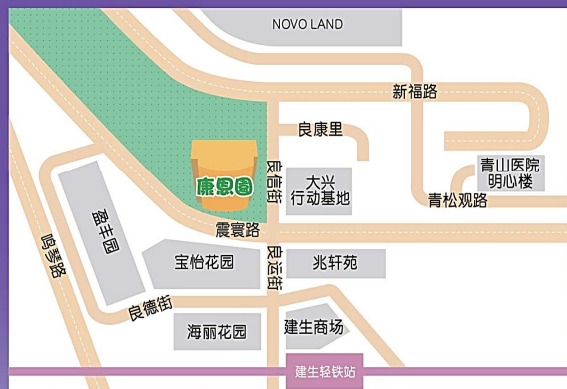 NOVO LAND
新福路
良康里
良信街
大兴
行动基地
青山医院
明心楼
青松观路
康恩園
盈丰园
鸣琴路
震寰路
宝怡花园
良运街
兆轩苑
良德街
海丽花园
建生商场
建生轻铁站